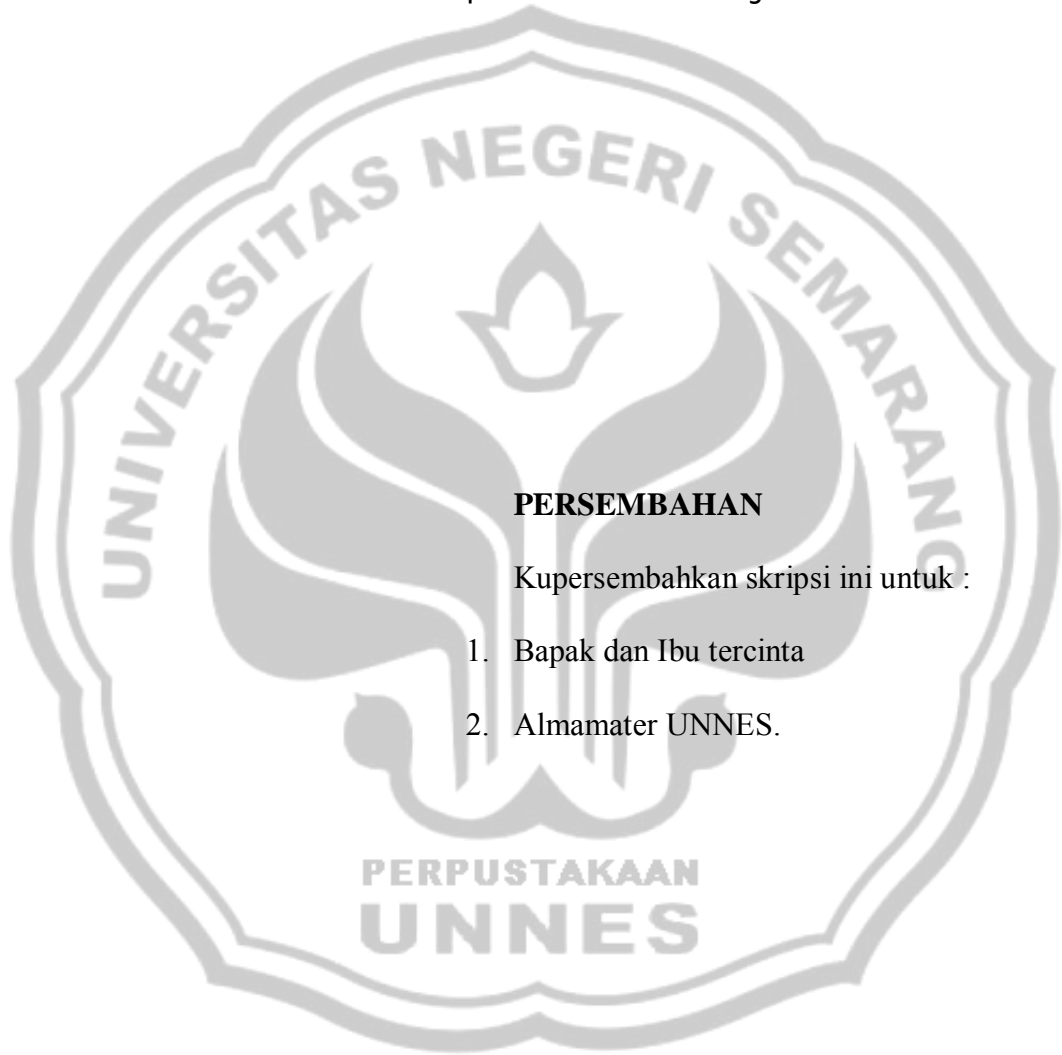 UNIVERSITAS NEGERI SEMARANG
PERSEMBAHAN
Kupersembahkan skripsi ini untuk :
1. Bapak dan Ibu tercinta
2. Almamater UNNES.
PERPUSTAKAAN
UNNES